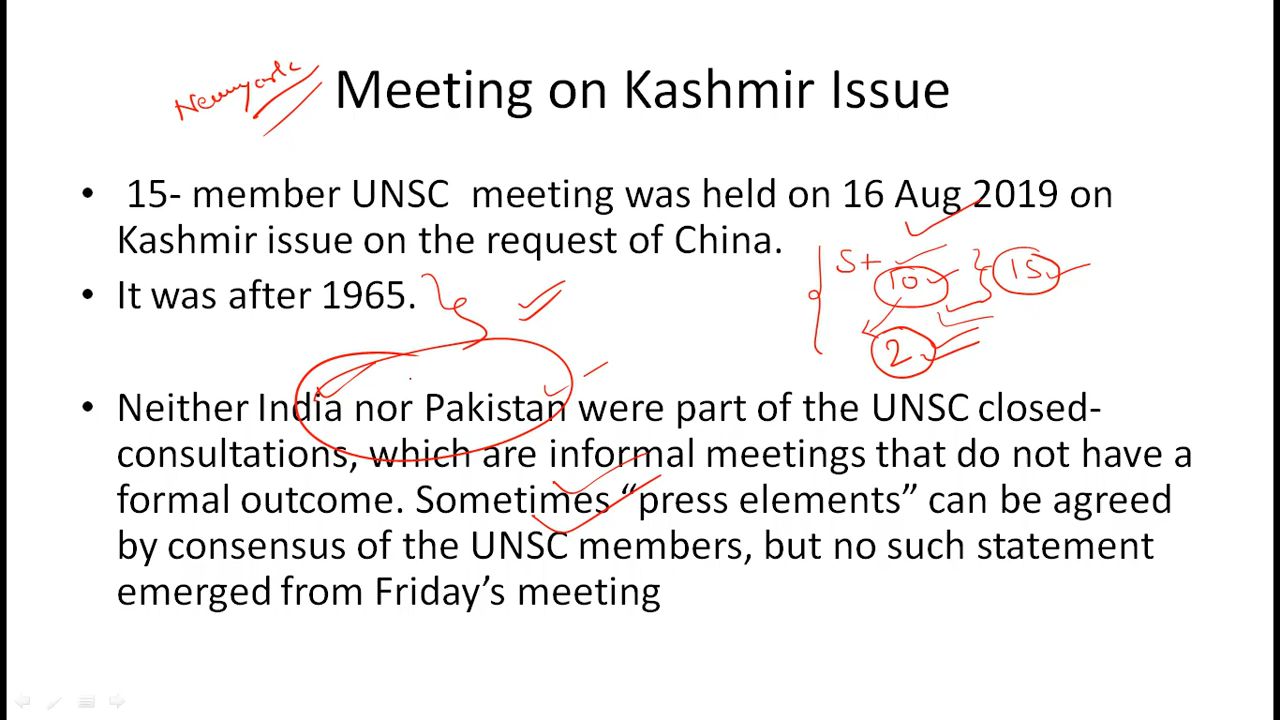 Newyork
Meeting on Kashmir Issue
• 15- member UNSC meeting was held on 16 Aug 2019 on
Kashmir issue on the request of China.
5+
10
15
• It was after 1965.
2
• Neither India nor Pakistan were part of the UNSC closed-
consultations, which are informal meetings that do not have a
formal outcome. Sometimes “press elements” can be agreed
by consensus of the UNSC members, but no such statement
emerged from Friday’s meeting